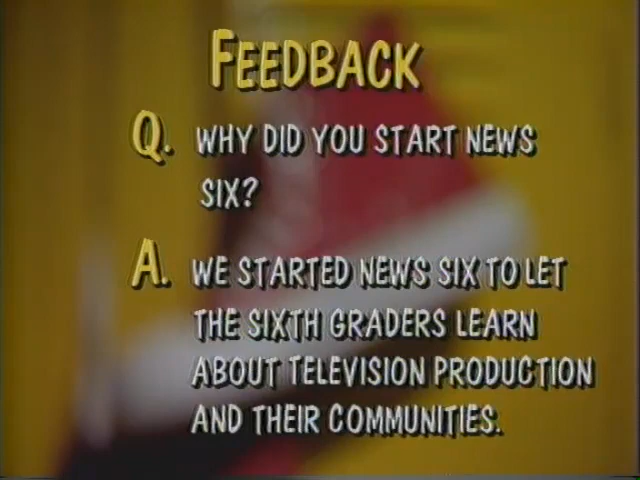 FEEDBACK
Q. WHY DID YOU START NEWS
SIX?
A. WE STARTED NEWS SIX TO LET
THE SIXTH GRADERS LEARN
ABOUT TELEVISION PRODUCTION
AND THEIR COMMUNITIES.